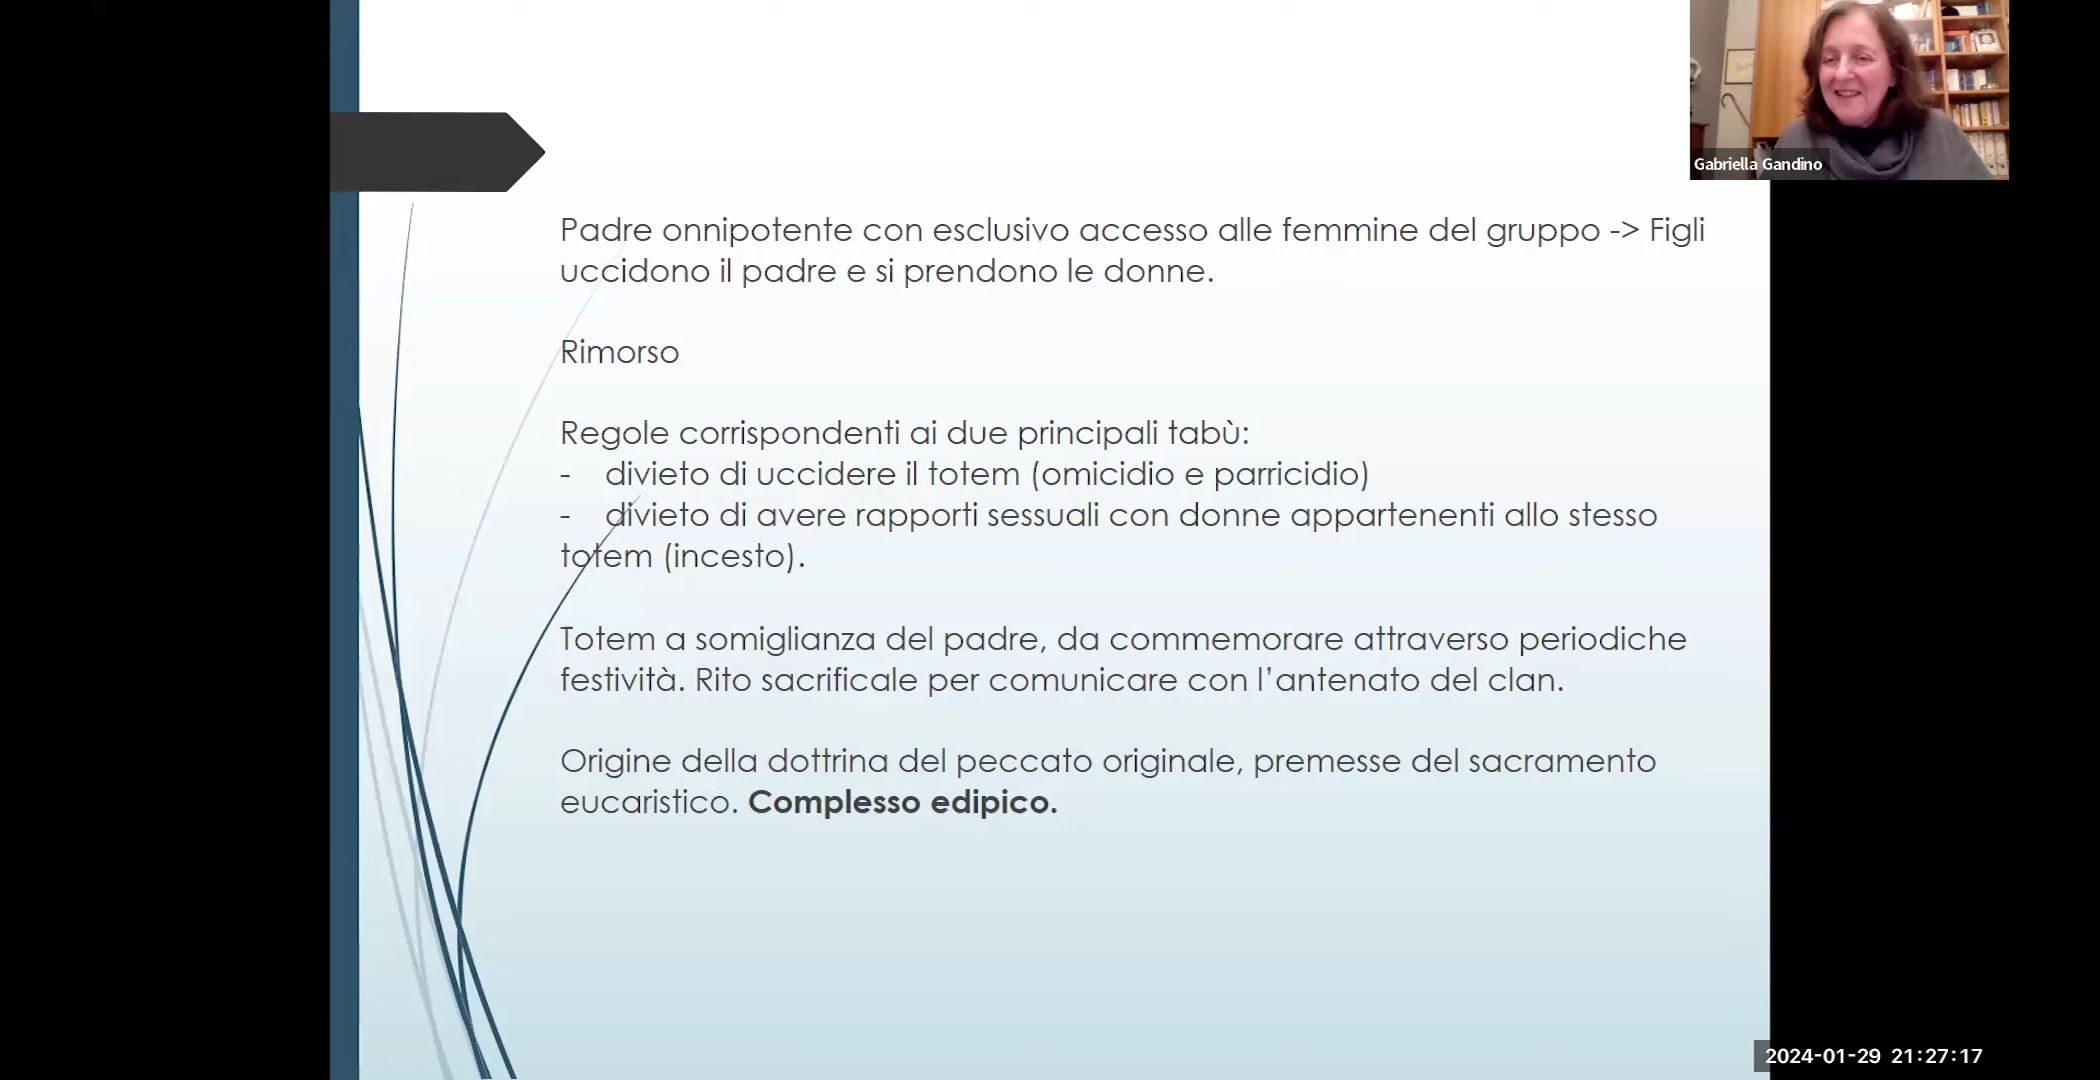 Gabriella Gandino
Padre onnipotente con esclusivo accesso alle femmine del gruppo -> Figli
uccidono il padre e si prendono le donne.
Rimorso
Regole corrispondenti ai due principali tabù:
- divieto di uccidere il totem (omicidio e parricidio)
- divieto di avere rapporti sessuali con donne appartenenti allo stesso
totem (incesto).
Totem a somiglianza del padre, da commemorare attraverso periodiche
festività. Rito sacrificale per comunicare con l’antenato del clan.
Origine della dottrina del peccato originale, premesse del sacramento
eucaristico. Complesso edipico.
2024-01-29 21:27:17